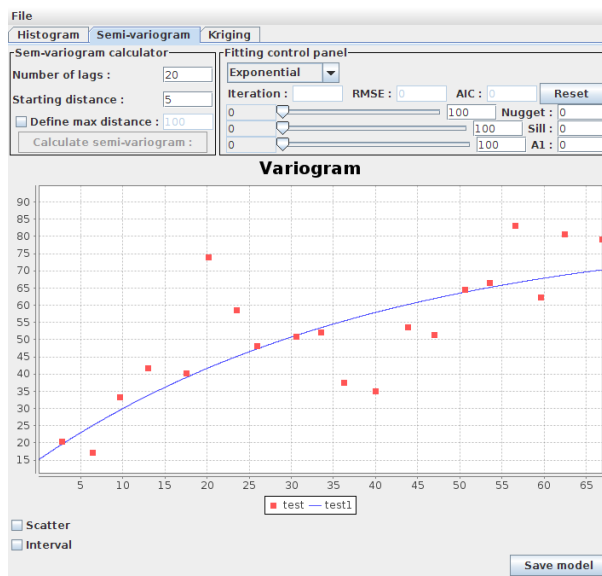 File
Histogram Semi-variogram Kriging
Sem-variogram calculator
Number of lags : 20
Starting distance : 5
Define max distance : 100
Calculate semi-variogram :
Fitting control panel
Exponential
Iteration : RMSE : 0 AIC : 0 Reset
0 100 Nugget : 0
0 100 Sill : 0
0 100 A1 : 0
Variogram
90
85
80
75
70
65
60
55
50
45
40
35
30
25
20
15
5 10 15 20 25 30 35 40 45 50 55 60 65
test test1
Scatter
Interval
Save model